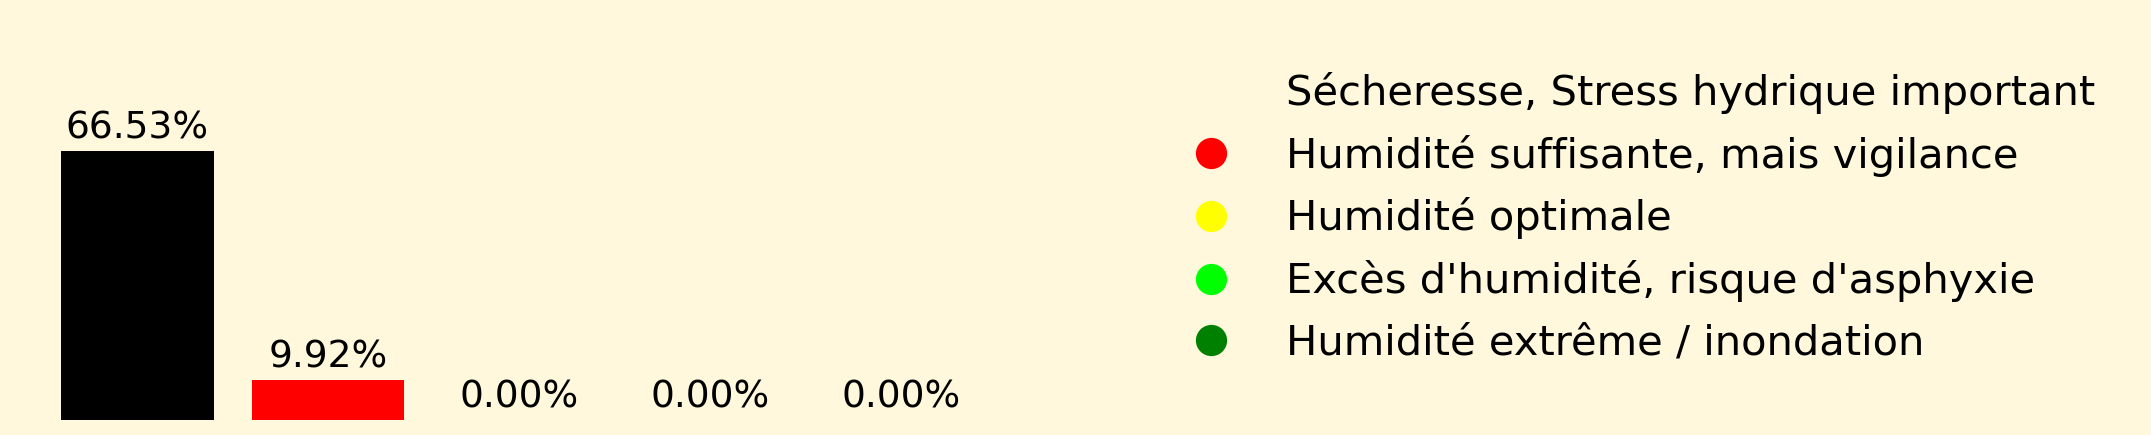 66.53%
9.92%
0.00%
0.00%
0.00%
Sécheresse, Stress hydrique important
Humidité suffisante, mais vigilance
Humidité optimale
Excès d'humidité, risque d'asphyxie
Humidité extrême / inondation